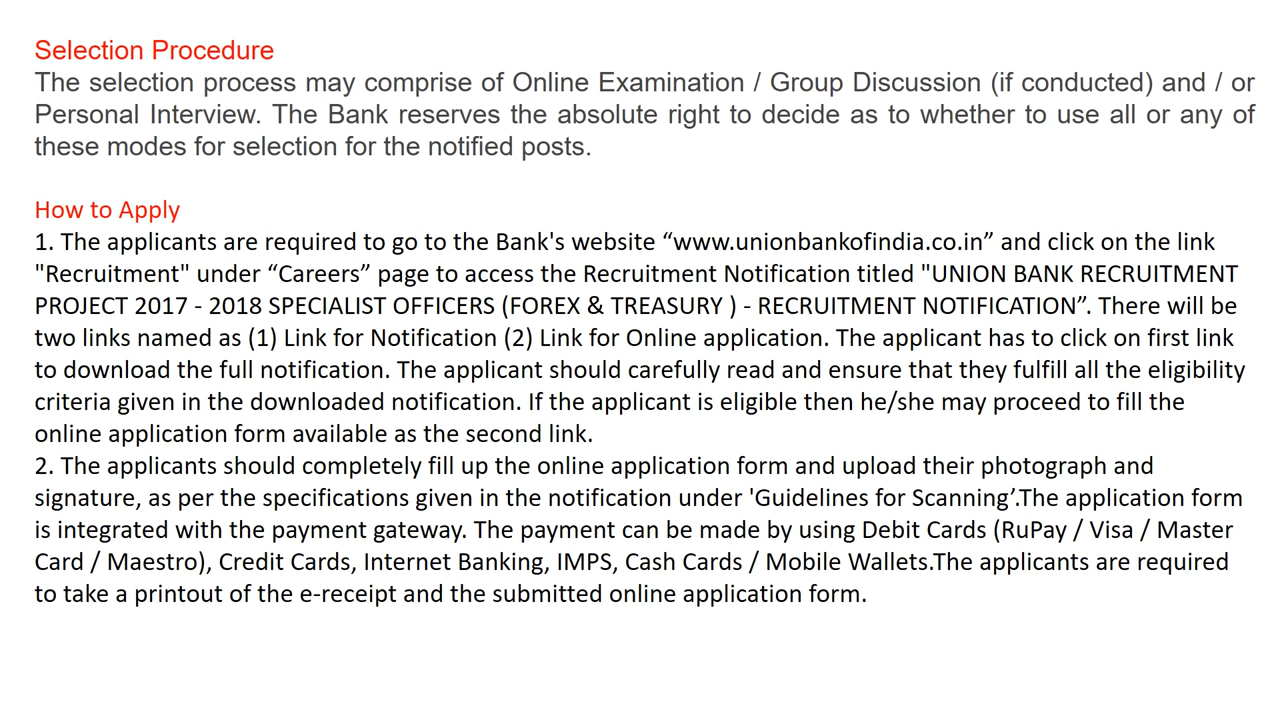 Selection Procedure
The selection process may comprise of Online Examination / Group Discussion (if conducted) and / or
Personal Interview. The Bank reserves the absolute right to decide as to whether to use all or any of
these modes for selection for the notified posts.
How to Apply
1. The applicants are required to go to the Bank's website “www.unionbankofindia.co.in” and click on the link
"Recruitment" under “Careers” page to access the Recruitment Notification titled "UNION BANK RECRUITMENT
PROJECT 2017 - 2018 SPECIALIST OFFICERS (FOREX & TREASURY ) - RECRUITMENT NOTIFICATION”. There will be
two links named as (1) Link for Notification (2) Link for Online application. The applicant has to click on first link
to download the full notification. The applicant should carefully read and ensure that they fulfill all the eligibility
criteria given in the downloaded notification. If the applicant is eligible then he/she may proceed to fill the
online application form available as the second link.
2. The applicants should completely fill up the online application form and upload their photograph and
signature, as per the specifications given in the notification under 'Guidelines for Scanning’.The application form
is integrated with the payment gateway. The payment can be made by using Debit Cards (RuPay / Visa / Master
Card / Maestro), Credit Cards, Internet Banking, IMPS, Cash Cards / Mobile Wallets.The applicants are required
to take a printout of the e-receipt and the submitted online application form.